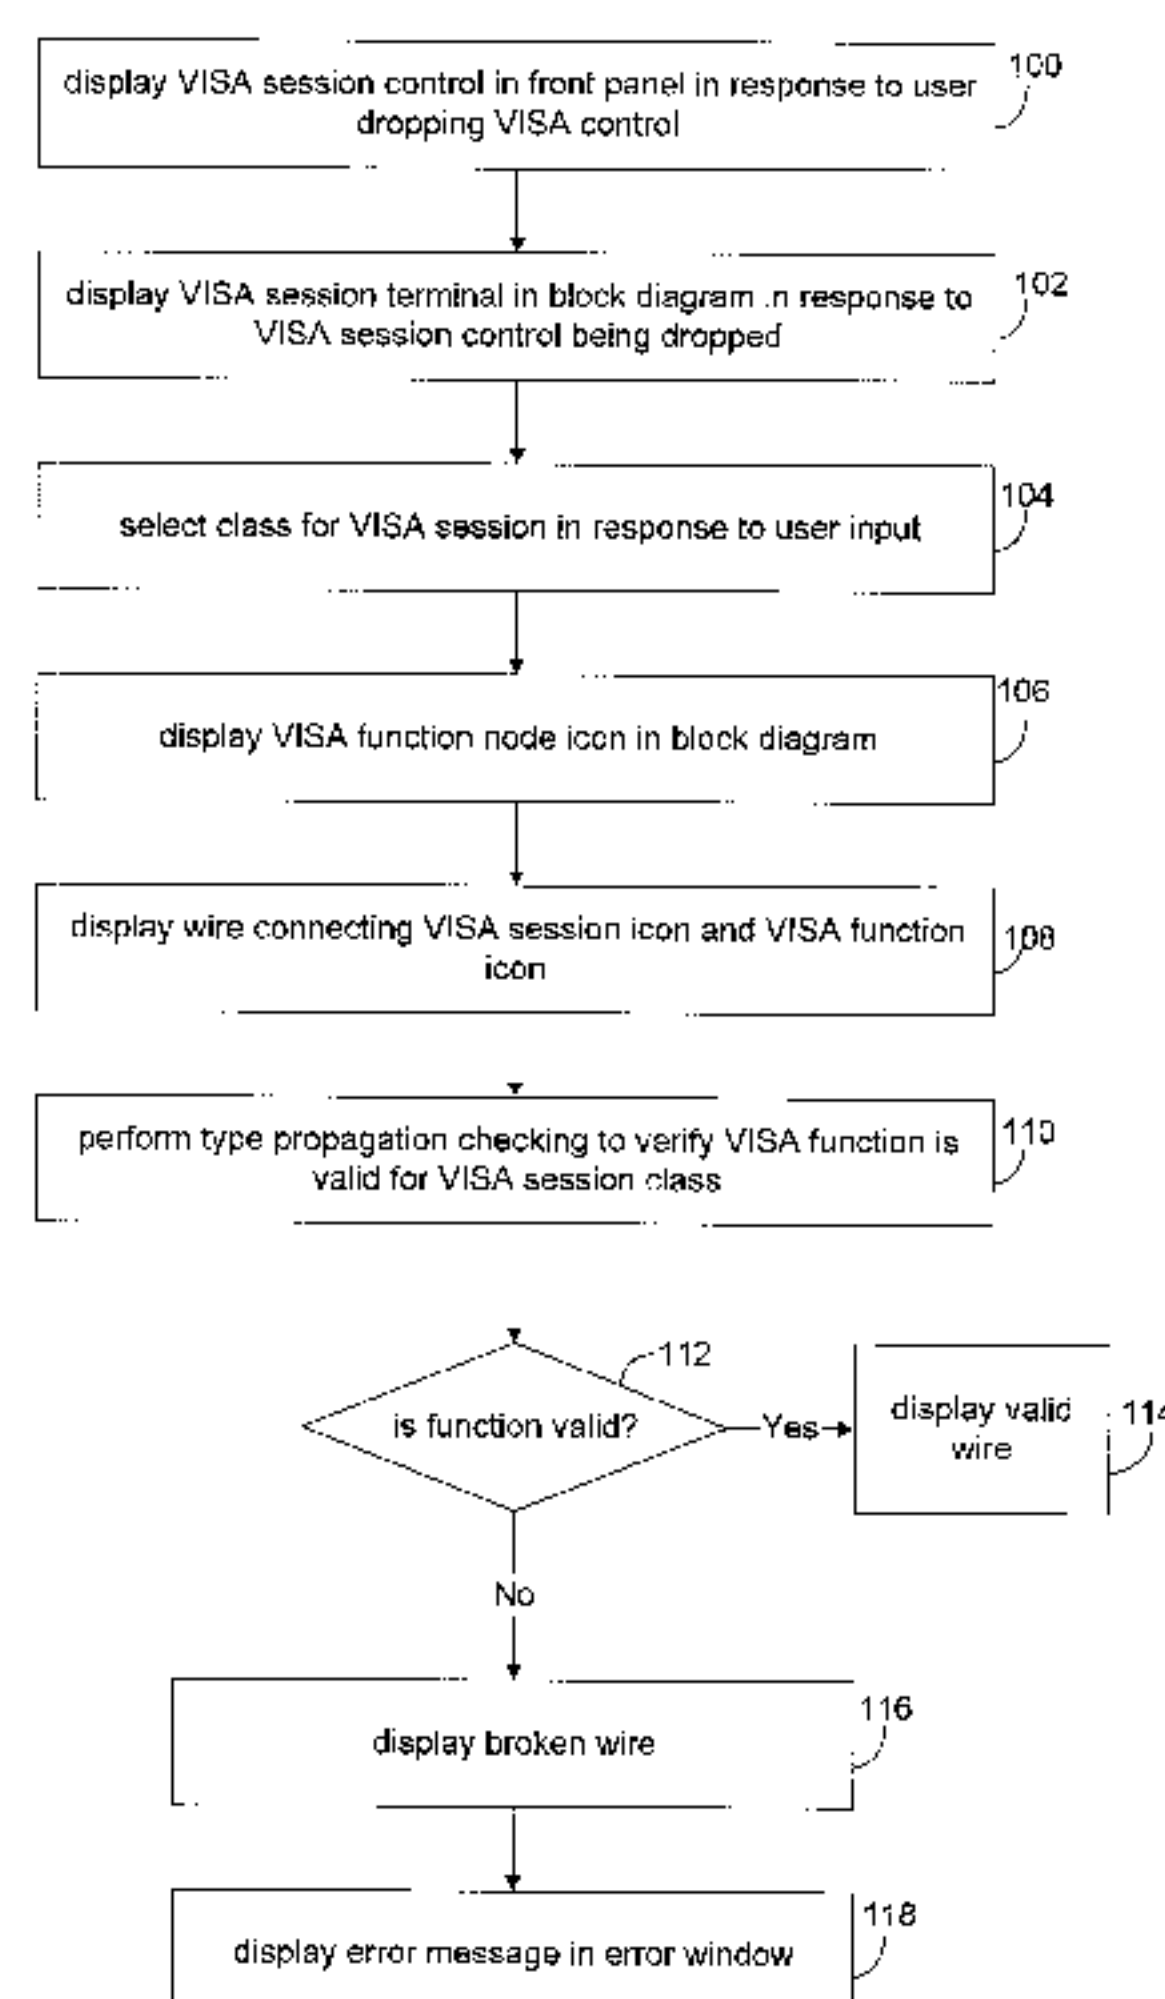 100
display VISA session control in front panel in response to user
dropping VISA control
102
display VISA session terminal in block diagram in response to
VISA session control being dropped
104
select class for VISA session in response to user input
106
display VISA function node icon in block diagram
108
display wire connecting VISA session icon and VISA function
icon
110
perform type propagation checking to verify VISA function is
valid for VISA session class
112
is function valid?
Yes
display valid
wire
114
No
116
display broken wire
118
display error message in error window